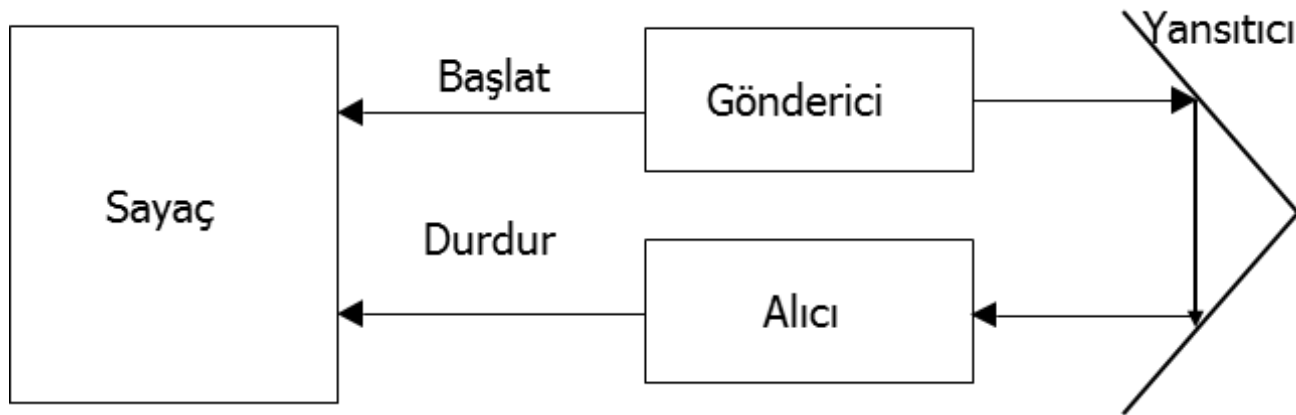 Yansıtıcı
Başlat
Gönderici
Sayaç
Durdur
Alıcı